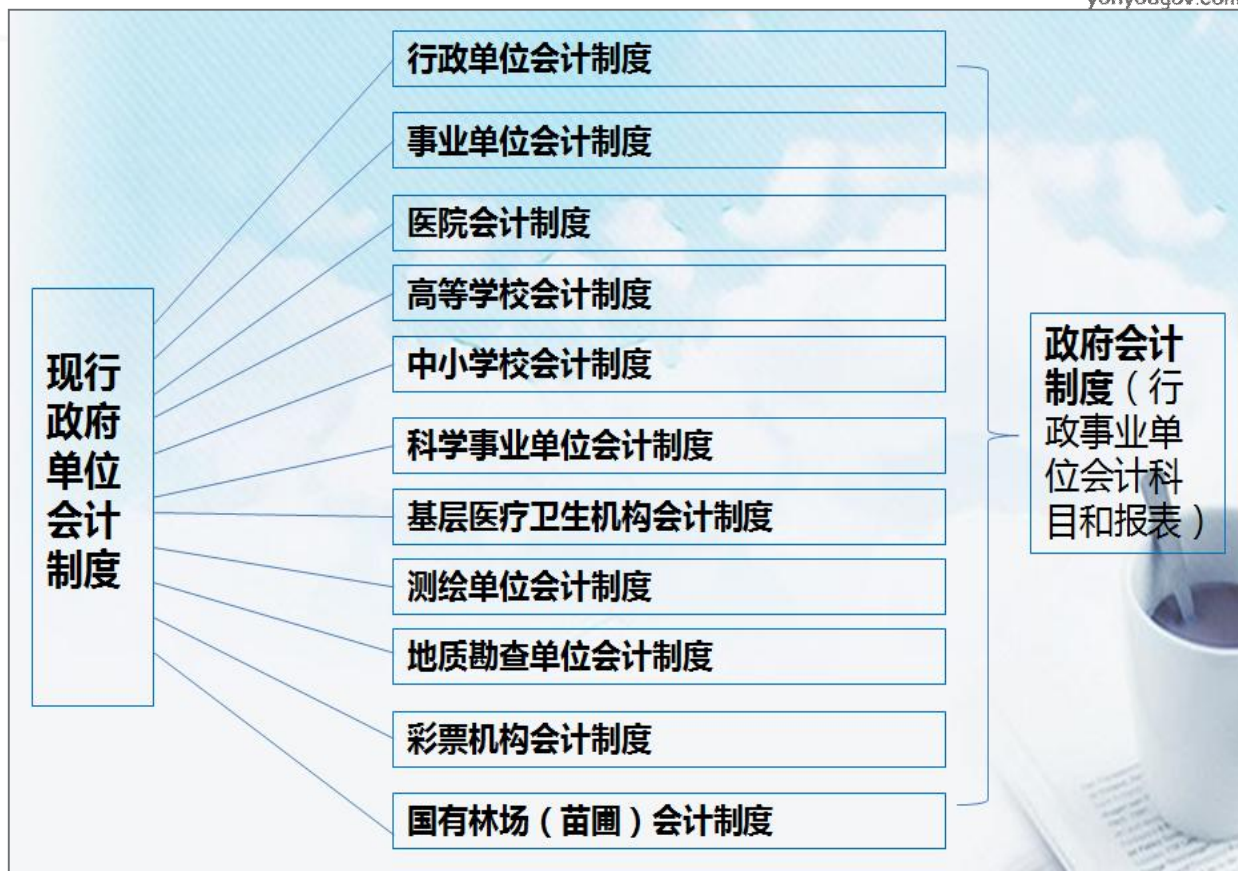 yonyougov.com
行政单位会计制度
事业单位会计制度
医院会计制度
高等学校会计制度
中小学校会计制度
科学事业单位会计制度
基层医疗卫生机构会计制度
测绘单位会计制度
地质勘查单位会计制度
彩票机构会计制度
国有林场（苗圃）会计制度
现行
政府
单位
会计
制度
政府会计
制度（行
政事业单
位会计科
目和报表）